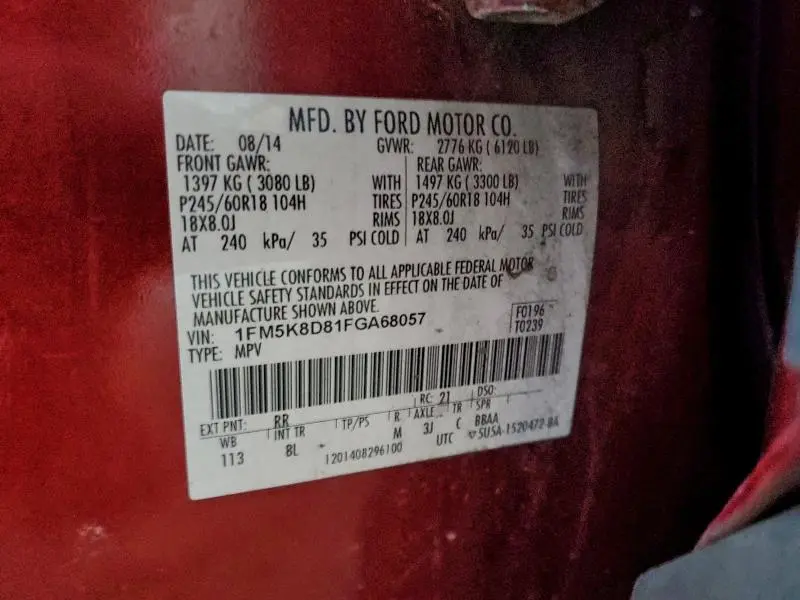 MFD. BY FORD MOTOR CO.
DATE: 08/14 GVWR: 2776 KG ( 6120 LB)
FRONT GAWR: REAR GAWR:
1397 KG ( 3080 LB) WITH 1497 KG ( 3300 LB) WITH
P245/60R18 104H TIRES P245/60R18 104H TIRES
18X8.0J RIMS 18X8.0J RIMS
AT 240 kPa/ 35 PSI COLD AT 240 kPa/ 35 PSI COLD
THIS VEHICLE CONFORMS TO ALL APPLICABLE FEDERAL MOTOR
VEHICLE SAFETY STANDARDS IN EFFECT ON THE DATE OF
MANUFACTURE SHOWN ABOVE.
F0196
VIN: 1FM5K8D81FGA68057
T0239
TYPE: MPV
EXT PNT: RR RC: 21 DSO:
WB INT TR TP/PS R AXLE TR SPR
113 8L M 3J C BBAA
1201408296100 UTC 5U5A-1520472-BA